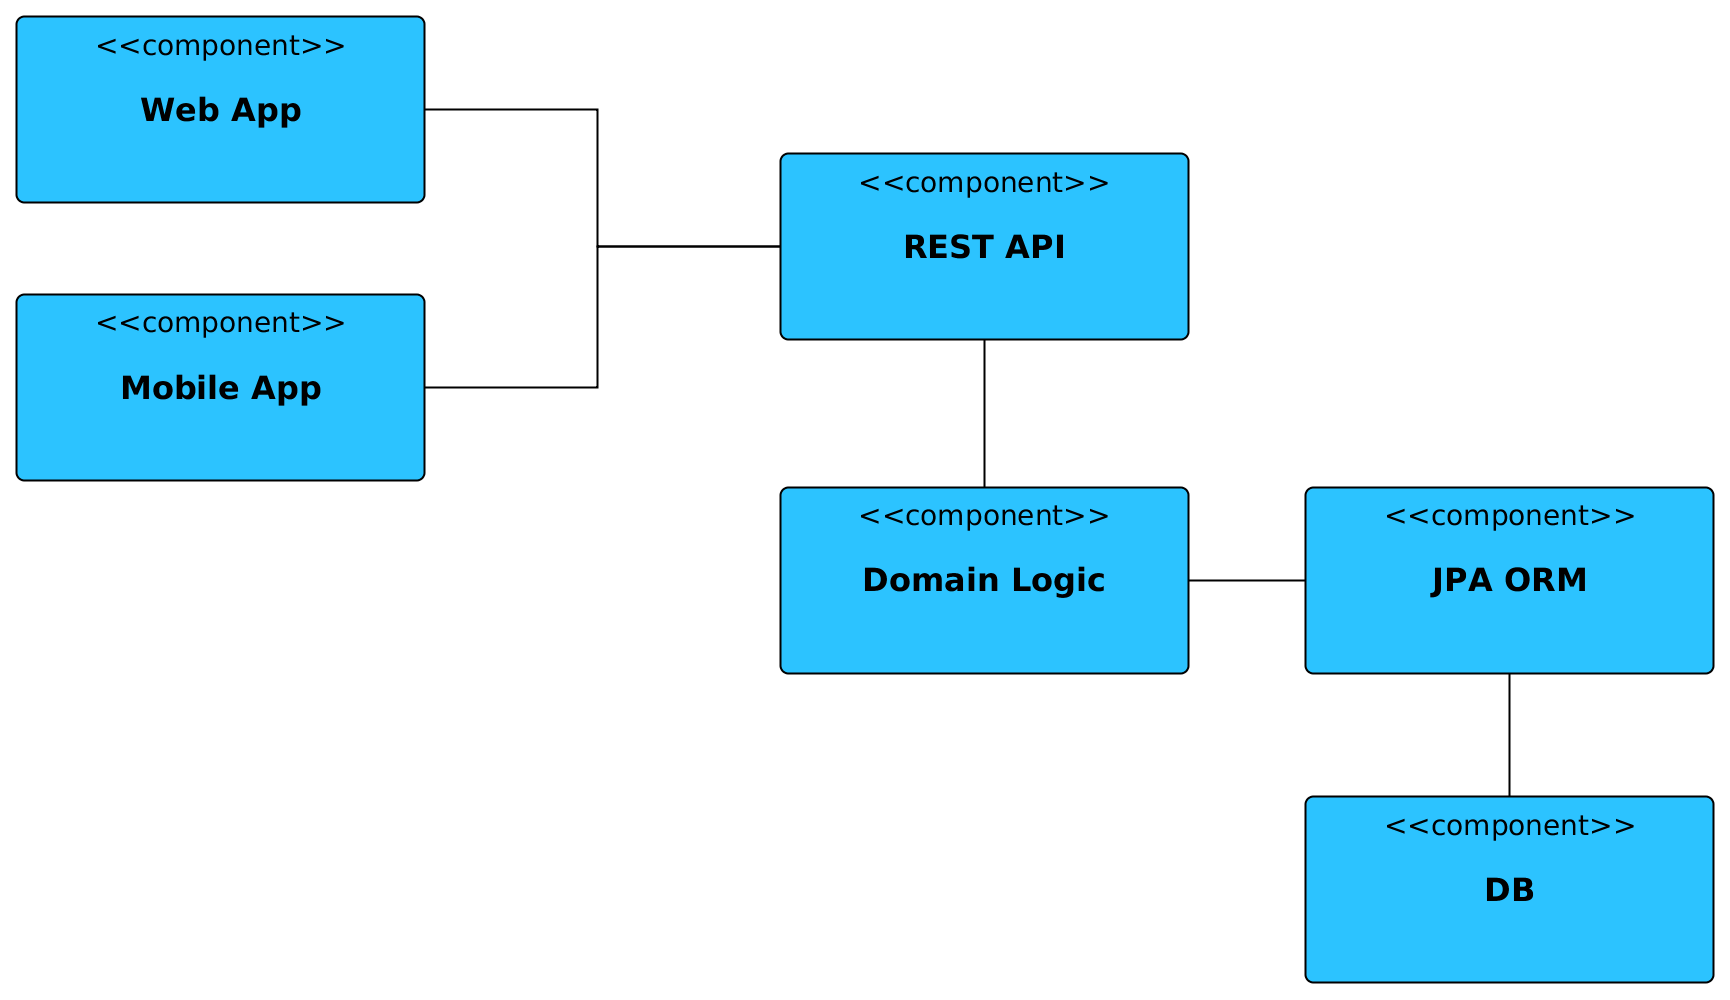 <<component>>
Web App
<<component>>
REST API
<<component>>
Mobile App
<<component>>
Domain Logic
<<component>>
JPA ORM
<<component>>
DB